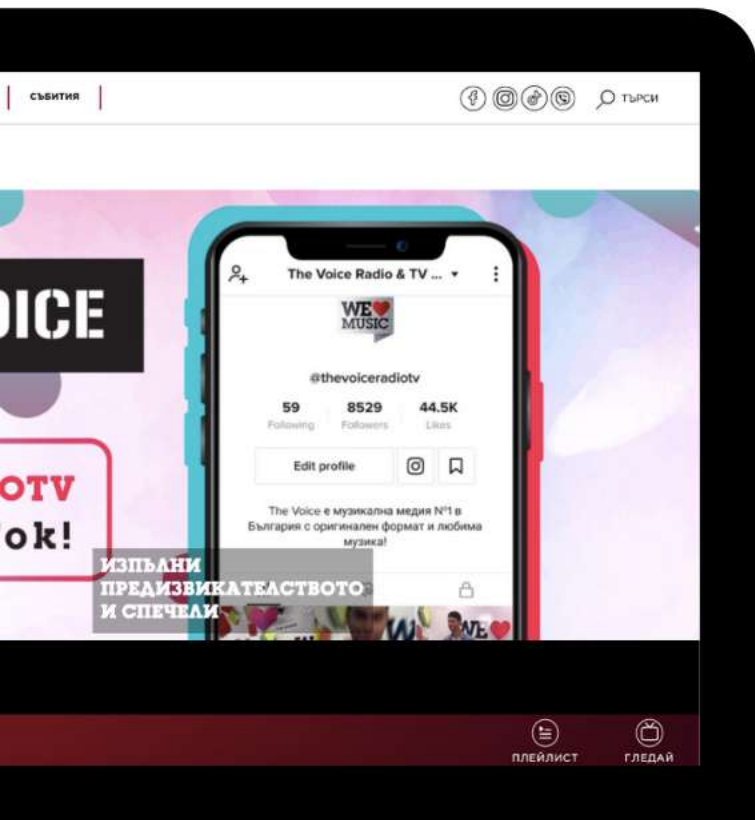 СЪБИТИЯ
ТЪРСИ
The Voice Radio & TV ...
WE
MUSIC
OICE
@thevoiceradiotv
59 8529 44.5K
Following Followers Likes
Edit profile
OTV
ok!
The Voice е музикална медия №1 в
България с оригинален формат и любима
музика!
ИЗПЪЛНИ
ПРЕДИЗВИКАТЕЛСТВОТО
И СПЕЧЕЛИ
WE
ПЛЕЙЛИСТ ГЛЕДАЙ